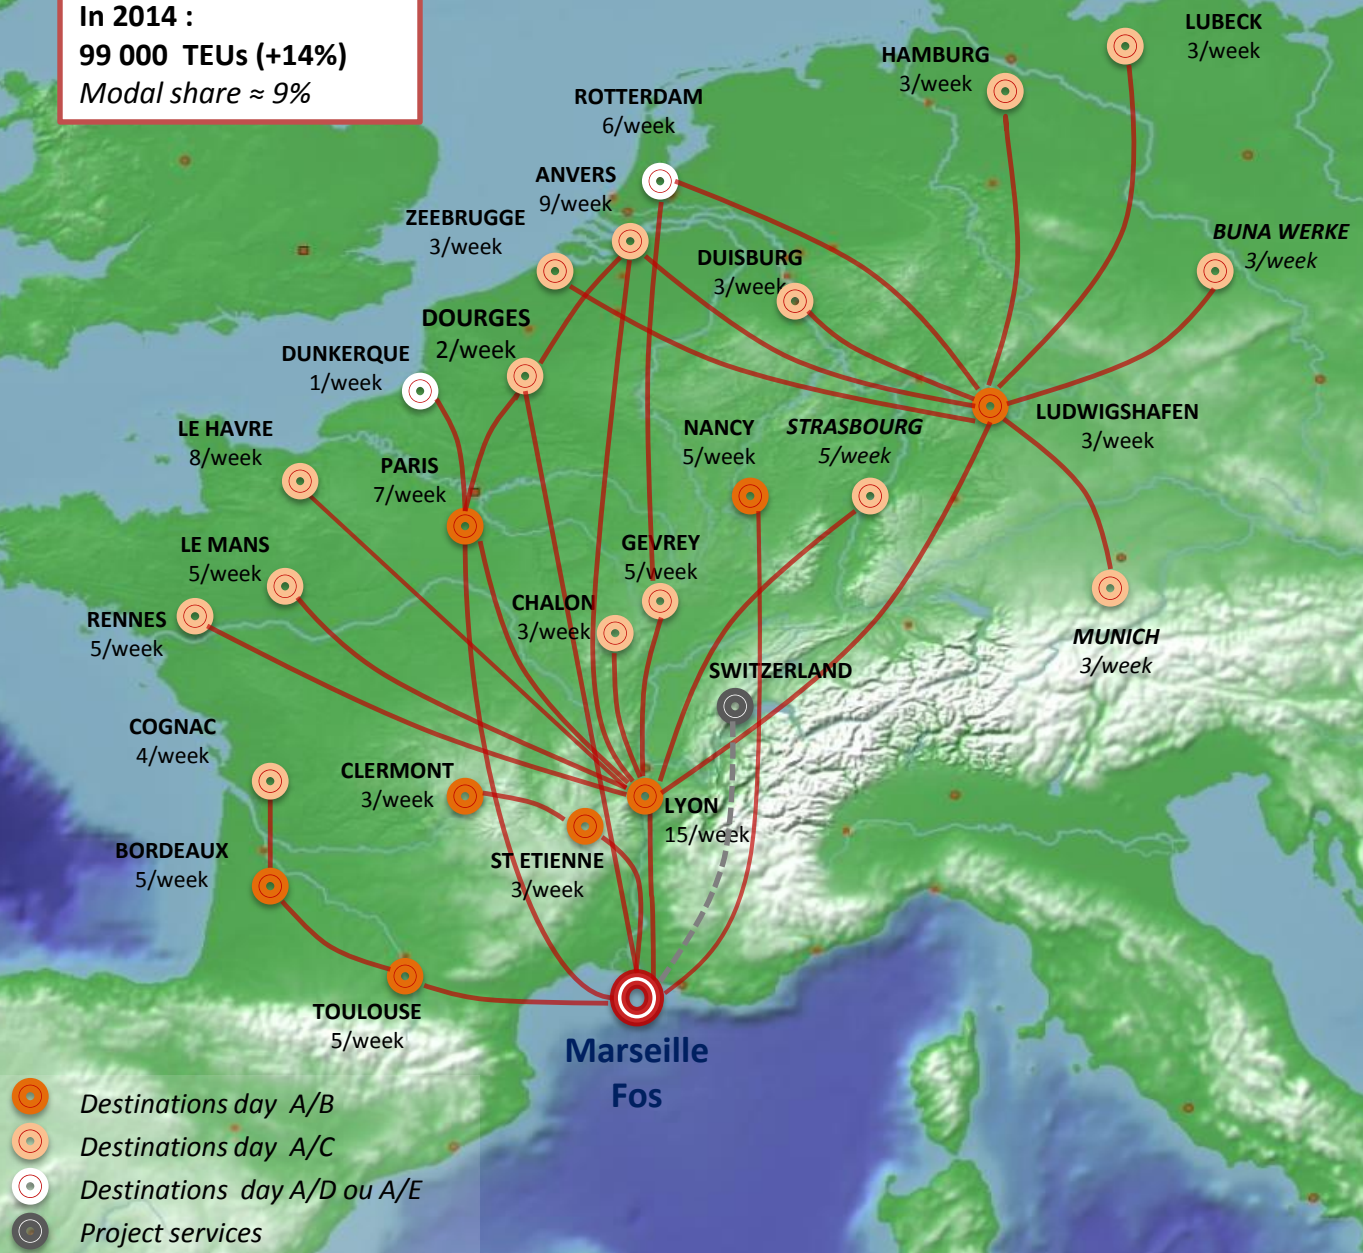 In 2014 :
99 000 TEUs (+14%)
Modal share ≈ 9%
LUBECK
3/week
HAMBURG
3/week
ROTTERDAM
6/week
ANVERS
9/week
ZEEBRUGGE
3/week
BUNA WERKE
3/week
DUISBURG
3/week
DOURGES
2/week
DUNKERQUE
1/week
LUDWIGSHAFEN
3/week
LE HAVRE
8/week
PARIS
7/week
NANCY
5/week
STRASBOURG
5/week
LE MANS
5/week
GEVREY
5/week
RENNES
5/week
CHALON
3/week
MUNICH
3/week
SWITZERLAND
COGNAC
4/week
CLERMONT
3/week
LYON
15/week
BORDEAUX
5/week
ST ETIENNE
3/week
TOULOUSE
5/week
Marseille
Fos
Destinations day A/B
Destinations day A/C
Destinations day A/D ou A/E
Project services